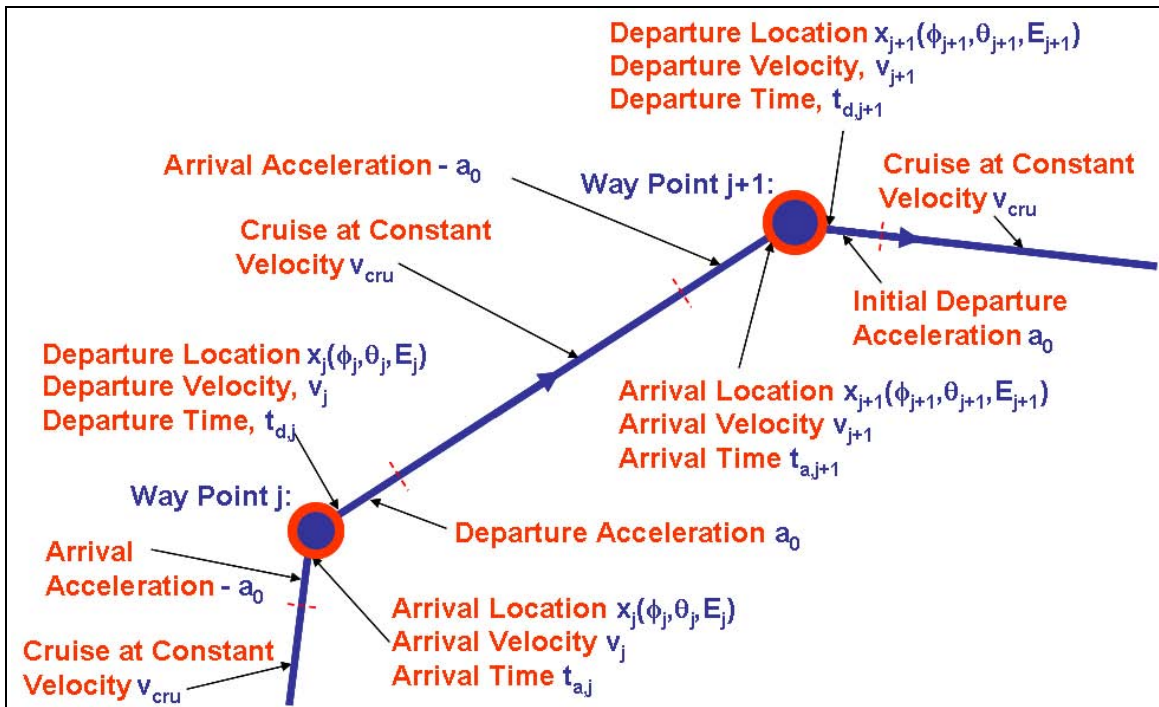 Departure Location x_{j+1}(ϕ_{j+1},θ_{j+1},E_{j+1})
Departure Velocity, v_{j+1}
Departure Time, t_{d,j+1}
Arrival Acceleration - a_0
Way Point j+1:
Cruise at Constant
Velocity v_{cru}
Cruise at Constant
Velocity v_{cru}
Initial Departure
Acceleration a_0
Departure Location x_j(ϕ_j,θ_j,E_j)
Departure Velocity, v_j
Departure Time, t_{d,j}
Arrival Location x_{j+1}(ϕ_{j+1},θ_{j+1},E_{j+1})
Arrival Velocity v_{j+1}
Arrival Time t_{a,j+1}
Way Point j:
Departure Acceleration a_0
Arrival
Acceleration - a_0
Arrival Location x_j(ϕ_j,θ_j,E_j)
Arrival Velocity v_j
Arrival Time t_{a,j}
Cruise at Constant
Velocity v_{cru}